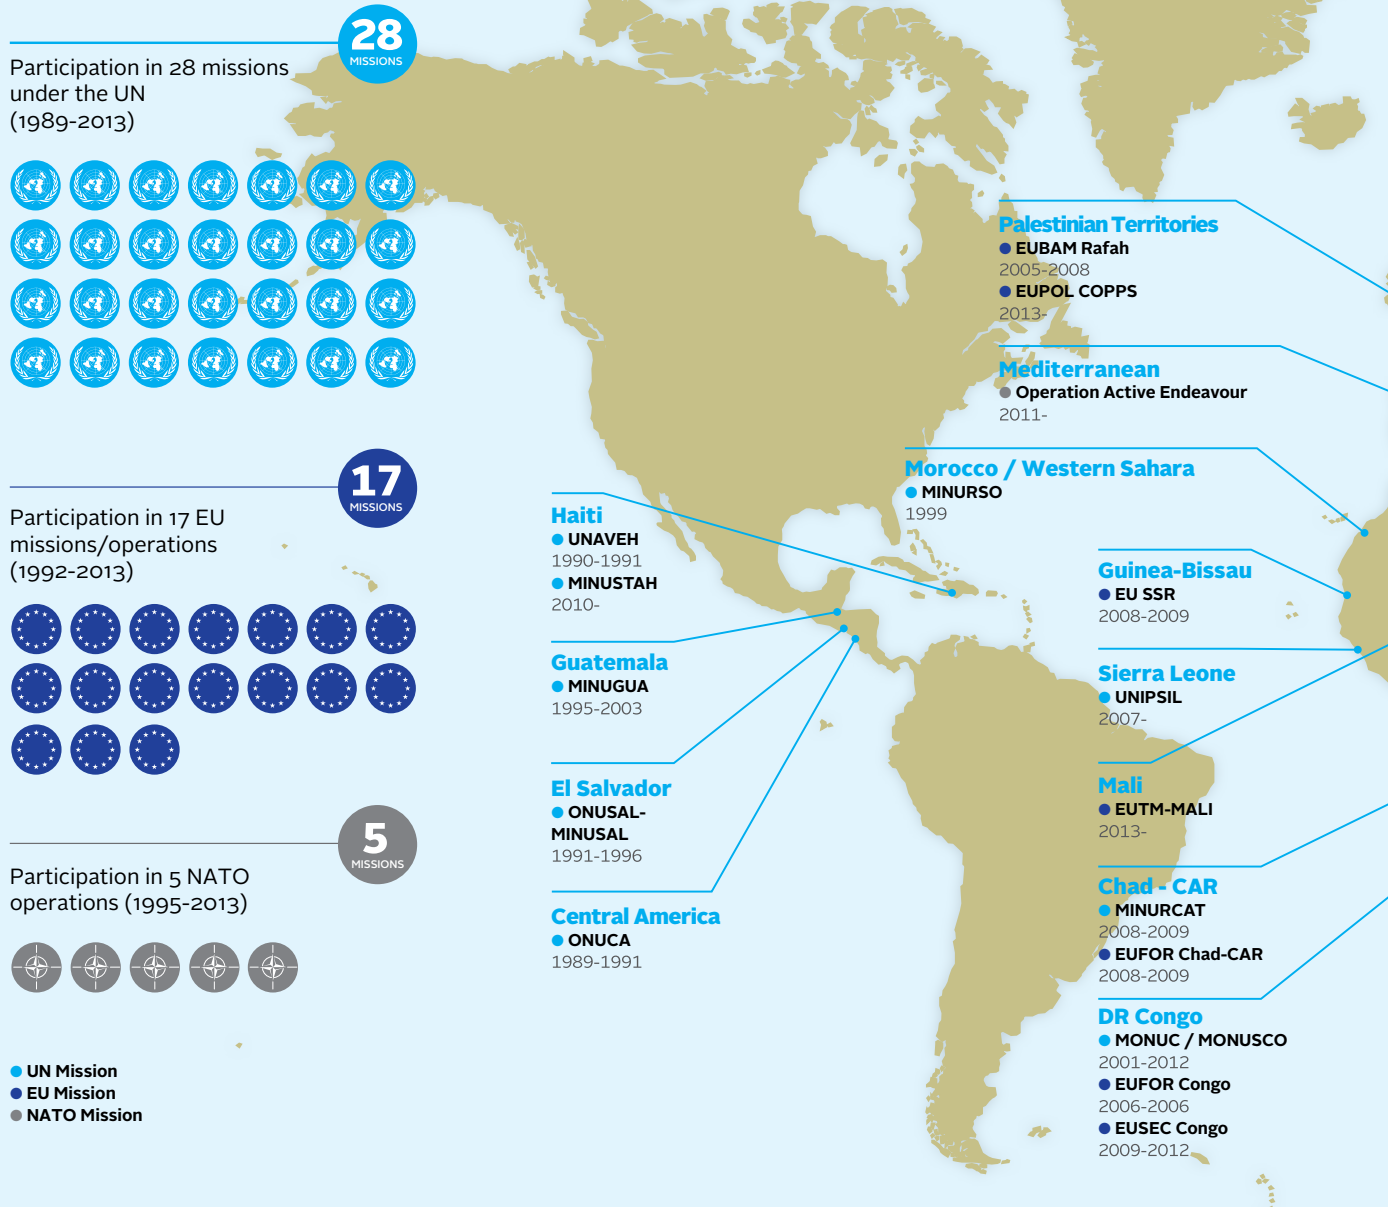 28
MISSIONS
Participation in 28 missions
under the UN
(1989-2013)
17
MISSIONS
Participation in 17 EU
missions/operations
(1992-2013)
5
MISSIONS
Participation in 5 NATO
operations (1995-2013)
UN Mission
EU Mission
NATO Mission
Haiti
UNAVEH
1990-1991
MINUSTAH
2010-
Guatemala
MINUGUA
1995-2003
El Salvador
ONUSAL-
MINUSAL
1991-1996
Central America
ONUCA
1989-1991
Palestinian Territories
EUBAM Rafah
2005-2008
EUPOL COPPS
2013-
Mediterranean
Operation Active Endeavour
2011-
Morocco / Western Sahara
MINURSO
1999
Guinea-Bissau
EU SSR
2008-2009
Sierra Leone
UNIPSIL
2007-
Mali
EUTM-MALI
2013-
Chad - CAR
MINURCAT
2008-2009
EUFOR Chad-CAR
2008-2009
DR Congo
MONUC / MONUSCO
2001-2012
EUFOR Congo
2006-2006
EUSEC Congo
2009-2012